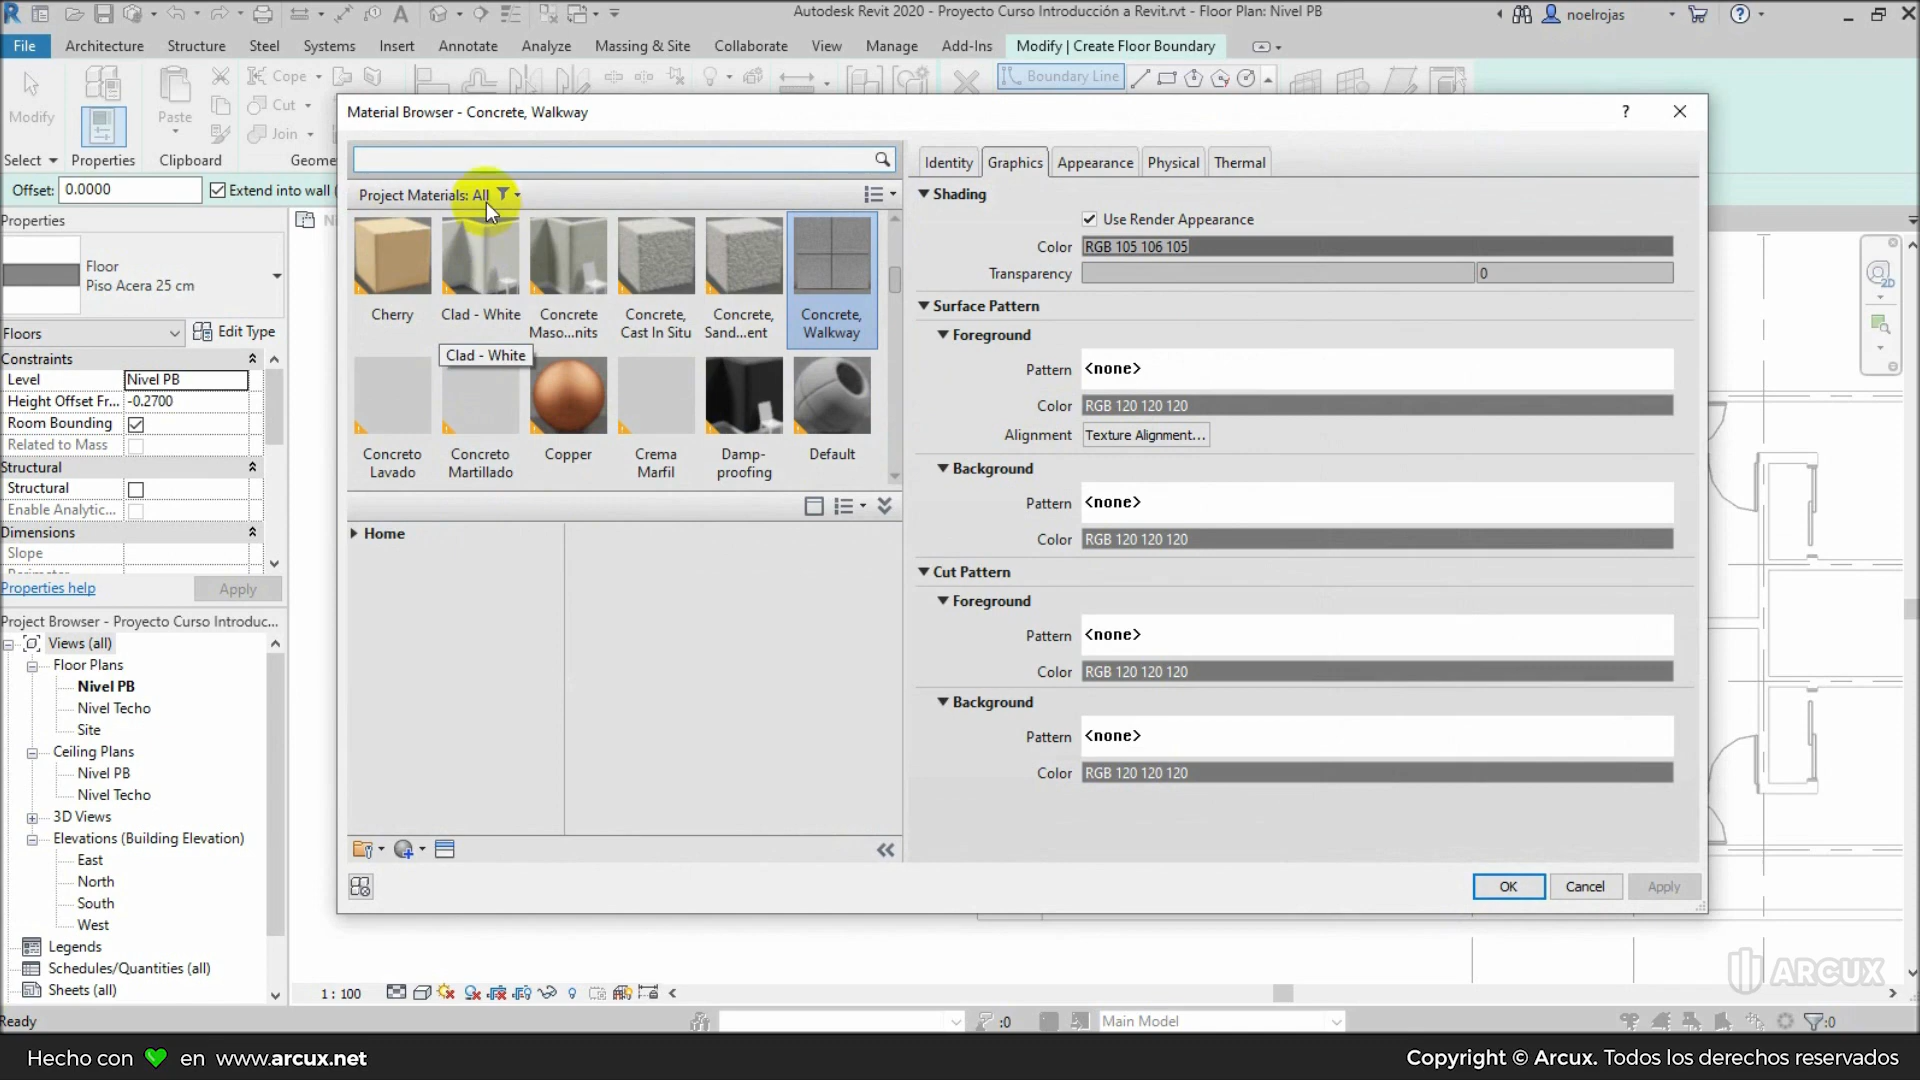 Autodesk Revit 2020 - Proyecto Curso Introducción a Revit.rvt - Floor Plan: Nivel PB
noelrojas
File
Architecture
Structure
Steel
Systems
Insert
Annotate
Analyze
Massing & Site
Collaborate
View
Manage
Add-Ins
Modify | Create Floor Boundary
Modify
Paste
Cope
Cut
Join
Boundary Line
Select
Properties
Clipboard
Geome
Offset:
0.0000
Extend into wall (
Properties
Floor
Piso Acera 25 cm
Floors
Edit Type
Constraints
Level
Nivel PB
Height Offset Fr...
-0.2700
Room Bounding
Related to Mass
Structural
Structural
Enable Analytic...
Dimensions
Slope
Properties help
Apply
Project Browser - Proyecto Curso Introduc...
Views (all)
Floor Plans
Nivel PB
Nivel Techo
Site
Ceiling Plans
Nivel PB
Nivel Techo
3D Views
Elevations (Building Elevation)
East
North
South
West
Legends
Schedules/Quantities (all)
Sheets (all)
Material Browser - Concrete, Walkway
Project Materials: All
Cherry
Clad - White
Concrete Maso...nits
Concrete, Cast In Situ
Concrete, Sand...ent
Concrete, Walkway
Clad - White
Concreto Lavado
Concreto Martillado
Copper
Crema Marfil
Damp-proofing
Default
Home
Identity
Graphics
Appearance
Physical
Thermal
Shading
Use Render Appearance
Color
RGB 105 106 105
Transparency
0
Surface Pattern
Foreground
Pattern
<none>
Color
RGB 120 120 120
Alignment
Texture Alignment...
Background
Pattern
<none>
Color
RGB 120 120 120
Cut Pattern
Foreground
Pattern
<none>
Color
RGB 120 120 120
Background
Pattern
<none>
Color
RGB 120 120 120
OK
Cancel
Apply
2D
ARCUX
1 : 100
Ready
:0
Main Model
:0
Hecho con en www.arcux.net
Copyright © Arcux. Todos los derechos reservados